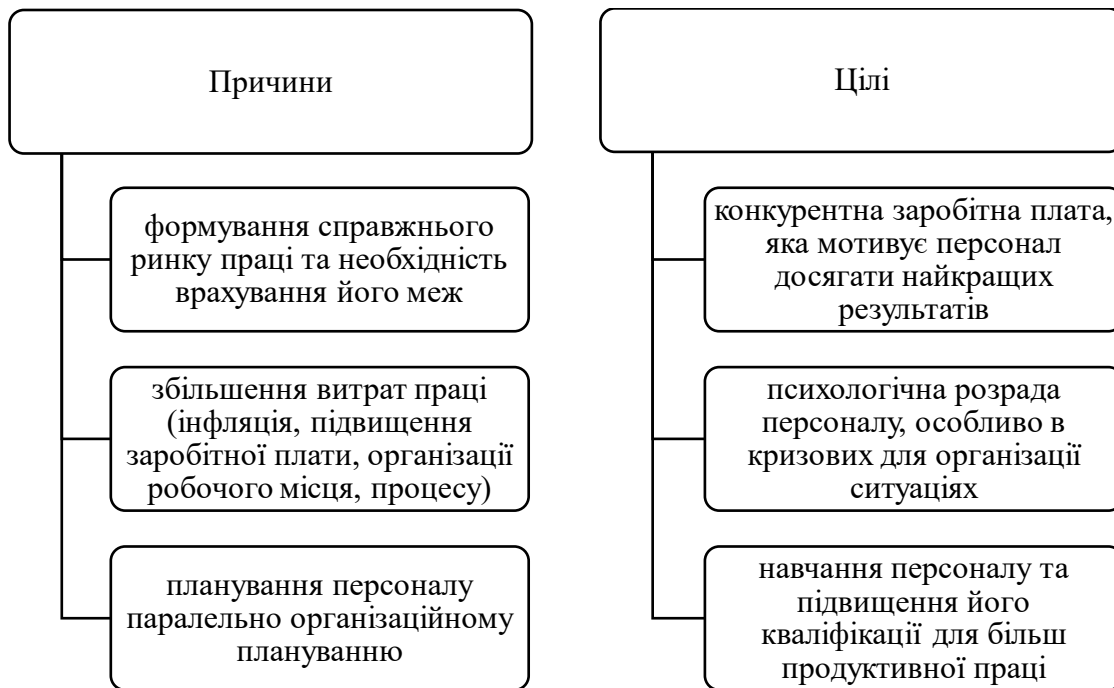 Причини
формування справжнього
ринку праці та необхідність
врахування його меж
збільшення витрат праці
(інфляція, підвищення
заробітної плати, організації
робочого місця, процесу)
планування персоналу
паралельно організаційному
плануванню
Цілі
конкурентна заробітна плата,
яка мотивує персонал
досягати найкращих
результатів
психологічна розрада
персоналу, особливо в
кризових для організації
ситуаціях
навчання персоналу та
підвищення його
кваліфікації для більш
продуктивної праці